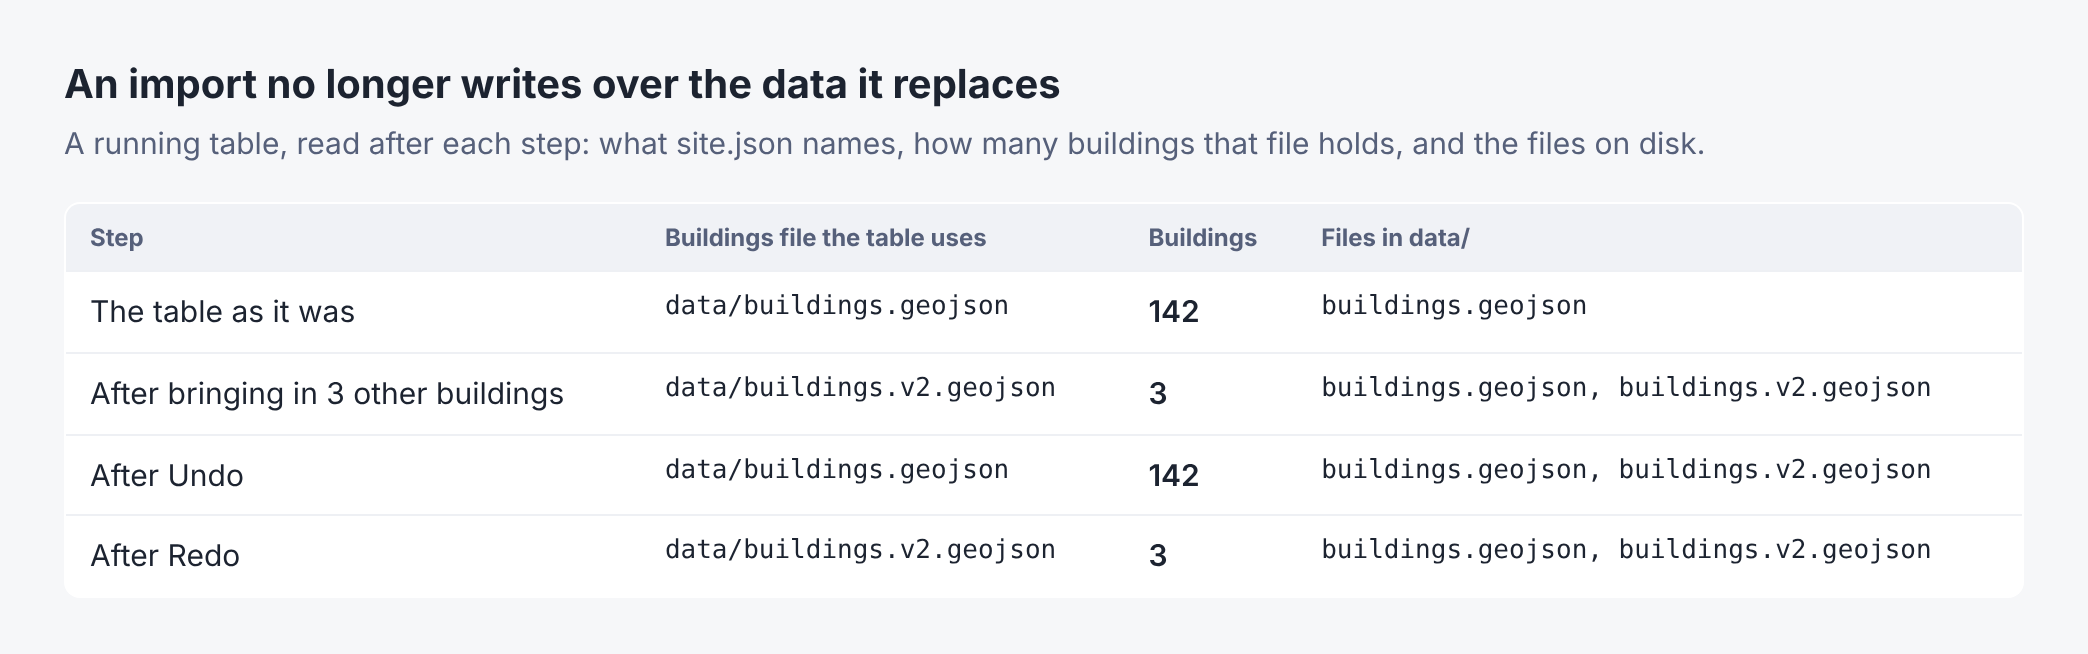 An import no longer writes over the data it replaces
A running table, read after each step: what site.json names, how many buildings that file holds, and the files on disk.
Step Buildings file the table uses Buildings Files in data/
The table as it was data/buildings.geojson 142 buildings.geojson
After bringing in 3 other buildings data/buildings.v2.geojson 3 buildings.geojson, buildings.v2.geojson
After Undo data/buildings.geojson 142 buildings.geojson, buildings.v2.geojson
After Redo data/buildings.v2.geojson 3 buildings.geojson, buildings.v2.geojson